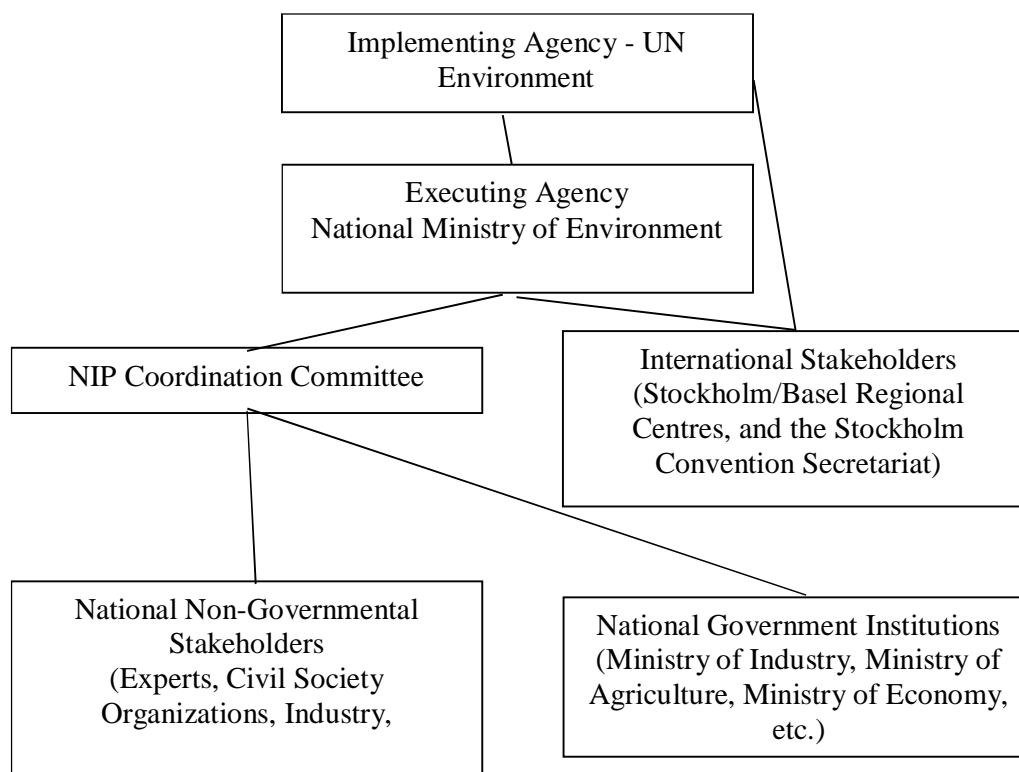 Implementing Agency - UN
Environment
Executing Agency
National Ministry of Environment
NIP Coordination Committee
International Stakeholders
(Stockholm/Basel Regional
Centres, and the Stockholm
Convention Secretariat)
National Non-Governmental
Stakeholders
(Experts, Civil Society
Organizations, Industry,
National Government Institutions
(Ministry of Industry, Ministry of
Agriculture, Ministry of Economy,
etc.)